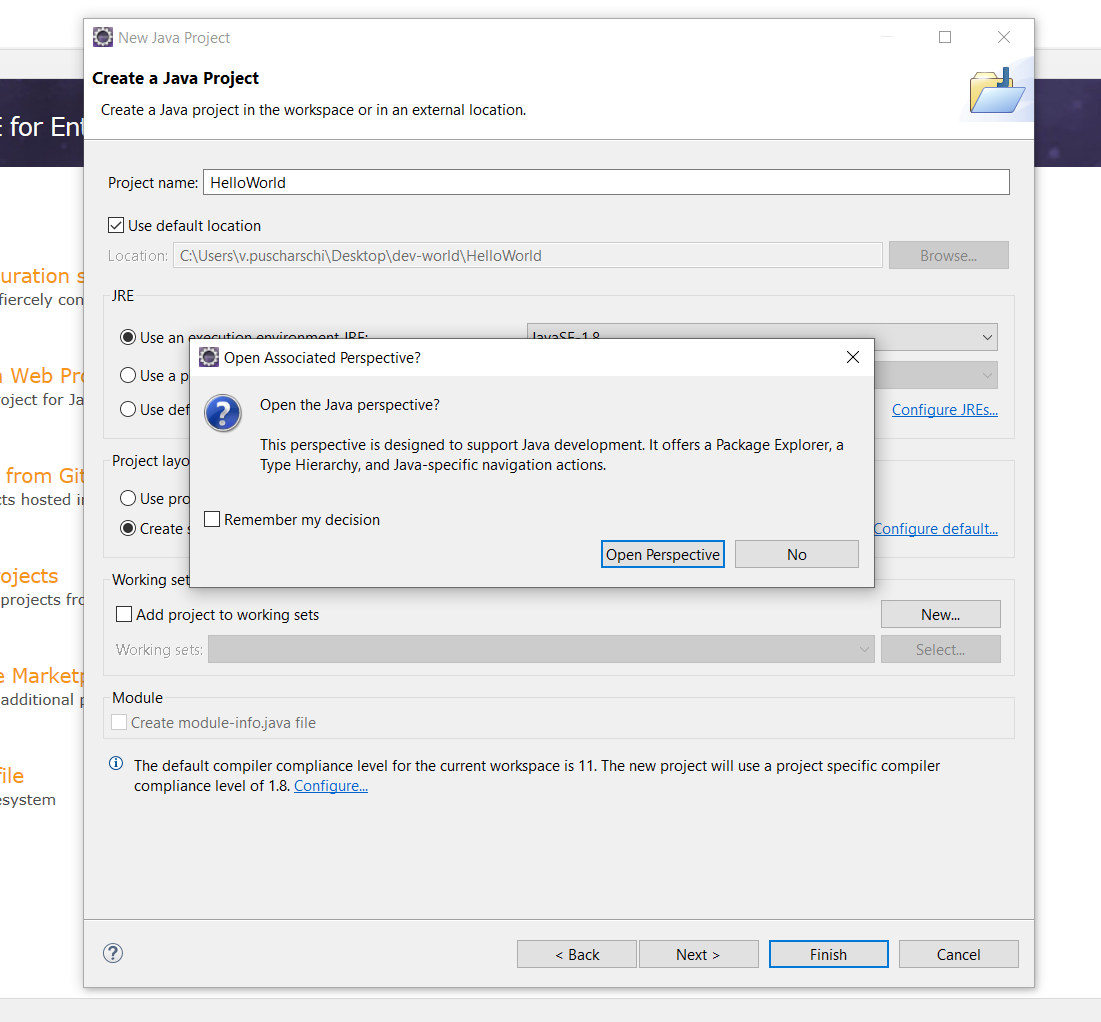 New Java Project
Create a Java Project
Create a Java project in the workspace or in an external location.
for Ent
Project name: HelloWorld
Use default location
Location: C:\Users\v.puscharschi\Desktop\dev-world\HelloWorld Browse...
uration s
fiercely con
JRE
Use an execution environment JRE: JavaSE-1.8
Use a p
Use def Configure JREs...
Web Pro
roject for Ja
Open Associated Perspective?
Open the Java perspective?
This perspective is designed to support Java development. It offers a Package Explorer, a
Type Hierarchy, and Java-specific navigation actions.
Remember my decision
Open Perspective No
Project layo
Use pro
Create s Configure default...
from Git
cts hosted in
Working set
Add project to working sets New...
Working sets: Select...
rojects
projects fro
Module
Create module-info.java file
e Marketp
additional p
The default compiler compliance level for the current workspace is 11. The new project will use a project specific compiler
compliance level of 1.8. Configure...
file
esystem
< Back Next > Finish Cancel